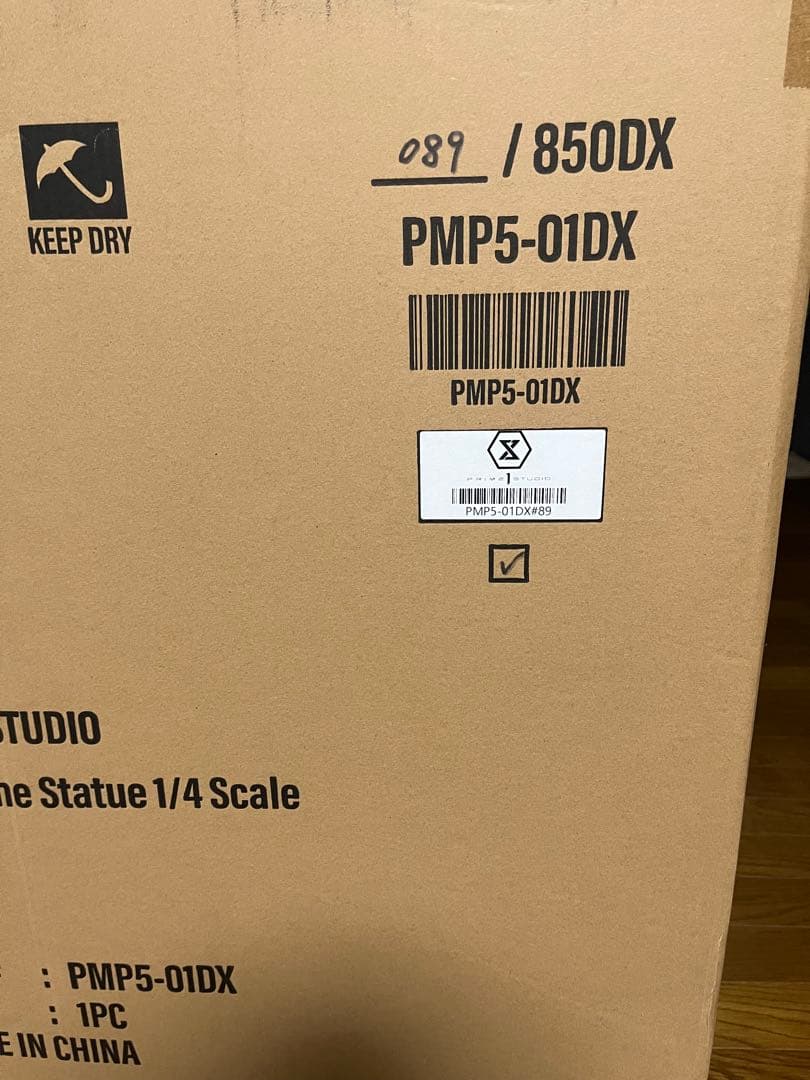 089 / 850DX
KEEP DRY
PMP5-01DX
PMP5-01DX
PRIME 1 STUDIO
PMP5-01DX#89
STUDIO
ne Statue 1/4 Scale
: PMP5-01DX
: 1PC
E IN CHINA